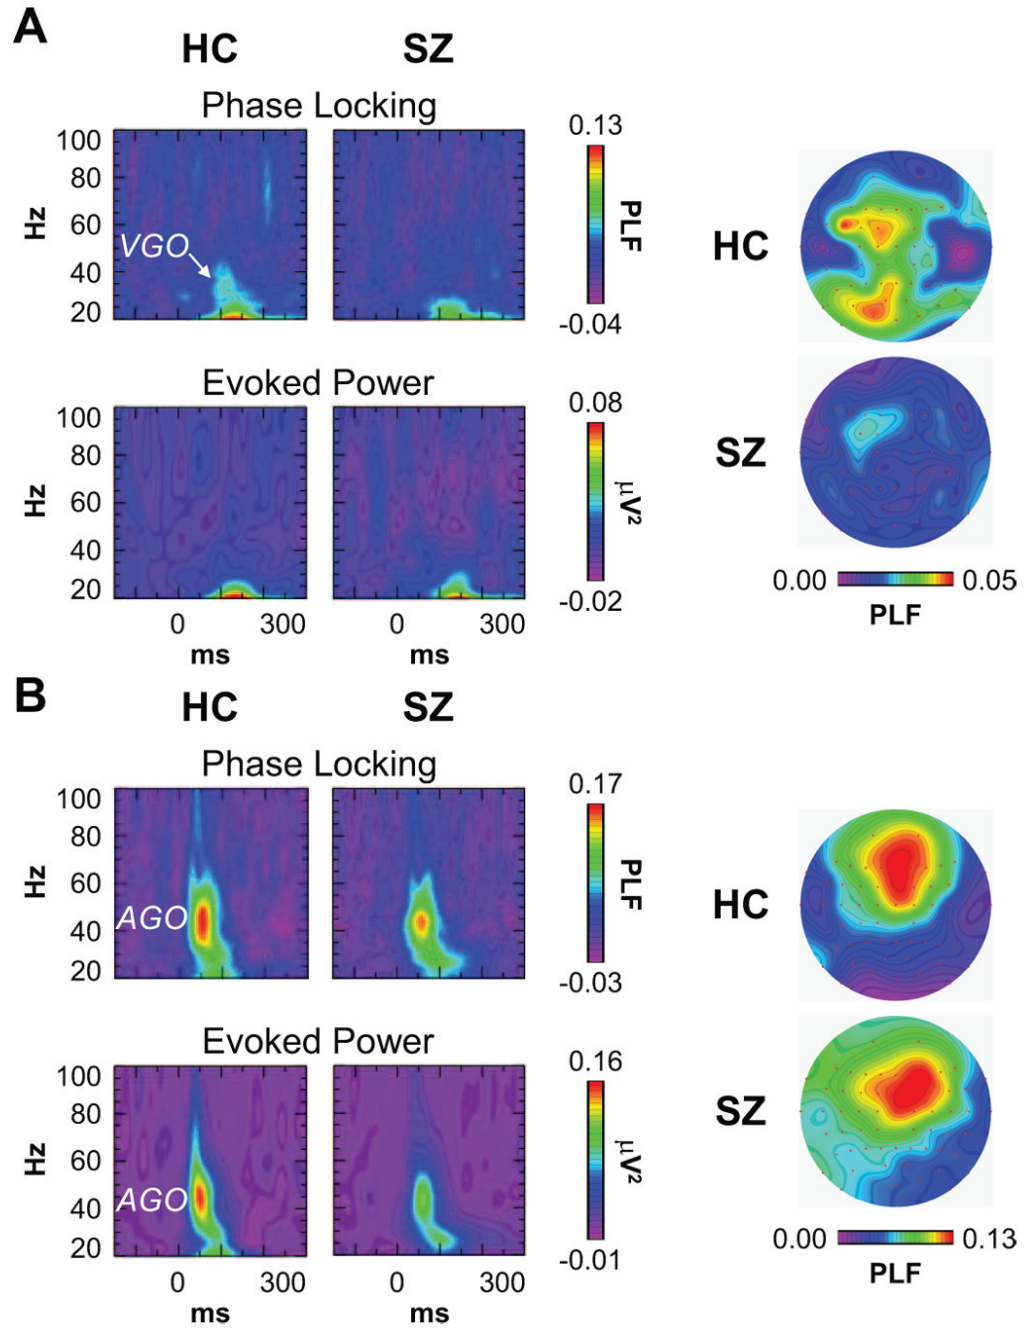 A
HC SZ
Phase Locking
100
80
60
40
20
Hz
VGO
0.13
PLF
-0.04
HC
Evoked Power
100
80
60
40
20
Hz
0.08
μV²
-0.02
0 300 0 300
ms ms
SZ
0.00 0.05
PLF
B
HC SZ
Phase Locking
100
80
60
40
20
Hz
AGO
0.17
PLF
-0.03
HC
Evoked Power
100
80
60
40
20
Hz
AGO
0.16
μV²
-0.01
0 300 0 300
ms ms
SZ
0.00 0.13
PLF